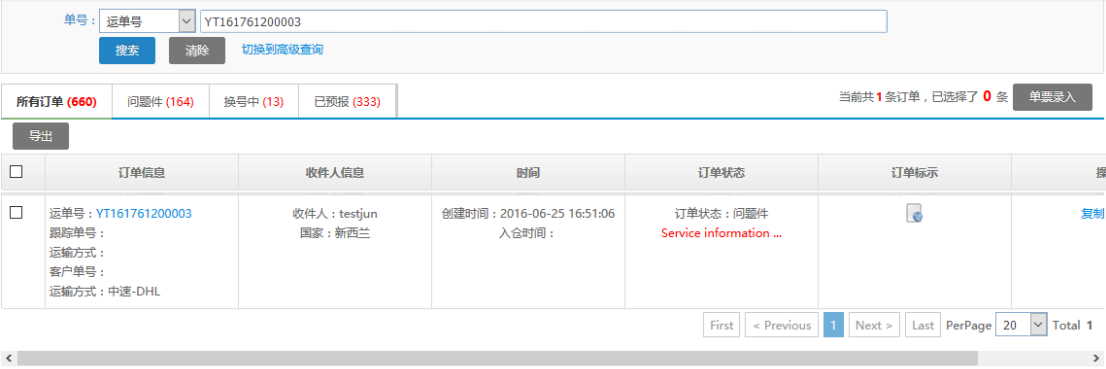 单号： 运单号 YT161761200003
搜索 清除 切换到高级查询
所有订单 (660) 问题件 (164) 换号中 (13) 已预报 (333) 当前共1条订单，已选择了 0 条 单票录入
导出
订单信息 收件人信息 时间 订单状态 订单标示
运单号：YT161761200003 收件人：testjun 创建时间：2016-06-25 16:51:06 订单状态：问题件 复制
跟踪单号： 国家：新西兰 入仓时间： Service information ...
运输方式：
客户单号：
运输方式：中速-DHL
First < Previous 1 Next > Last PerPage 20 Total 1